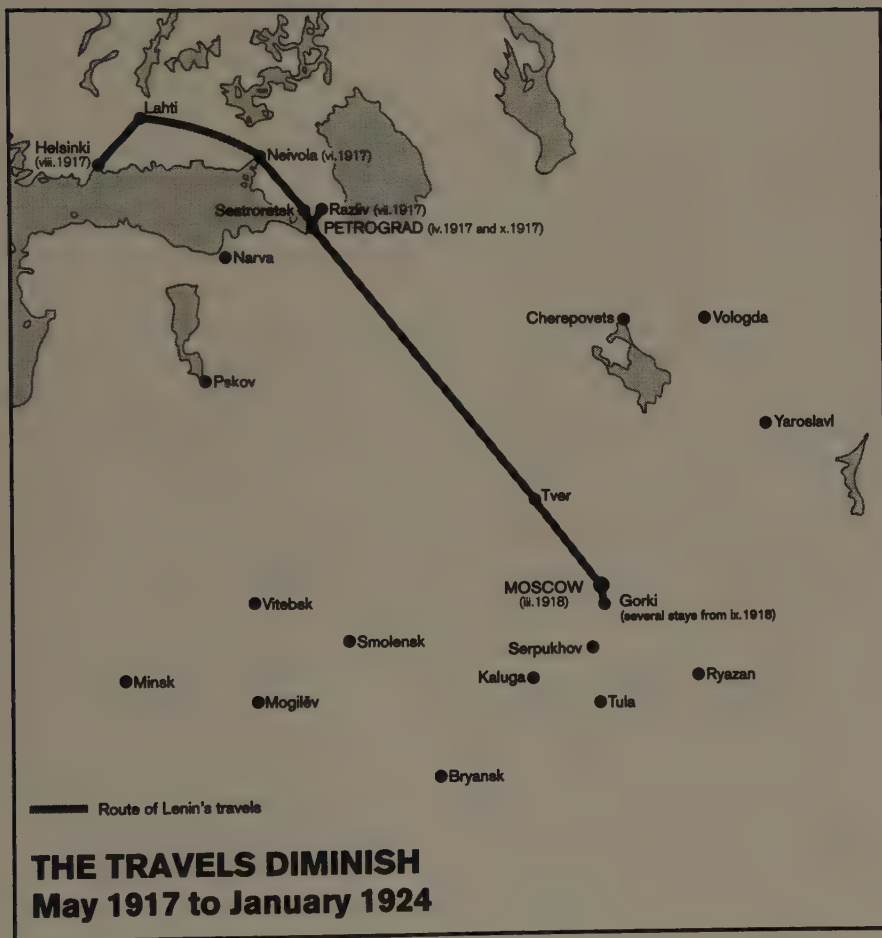 Lahti
Helsinki
(viii.1917)
Neivola (vi.1917)
Sestroretsk
Razliv (vii.1917)
PETROGRAD (iv.1917 and x.1917)
Narva
Cherepovets
Vologda
Pskov
Yaroslavl
Tver
MOSCOW
(iii.1918)
Gorki
(several stays from ix.1918)
Vitebsk
Smolensk
Serpukhov
Minsk
Kaluga
Ryazan
Mogilëv
Tula
Bryansk
Route of Lenin's travels
THE TRAVELS DIMINISH
May 1917 to January 1924